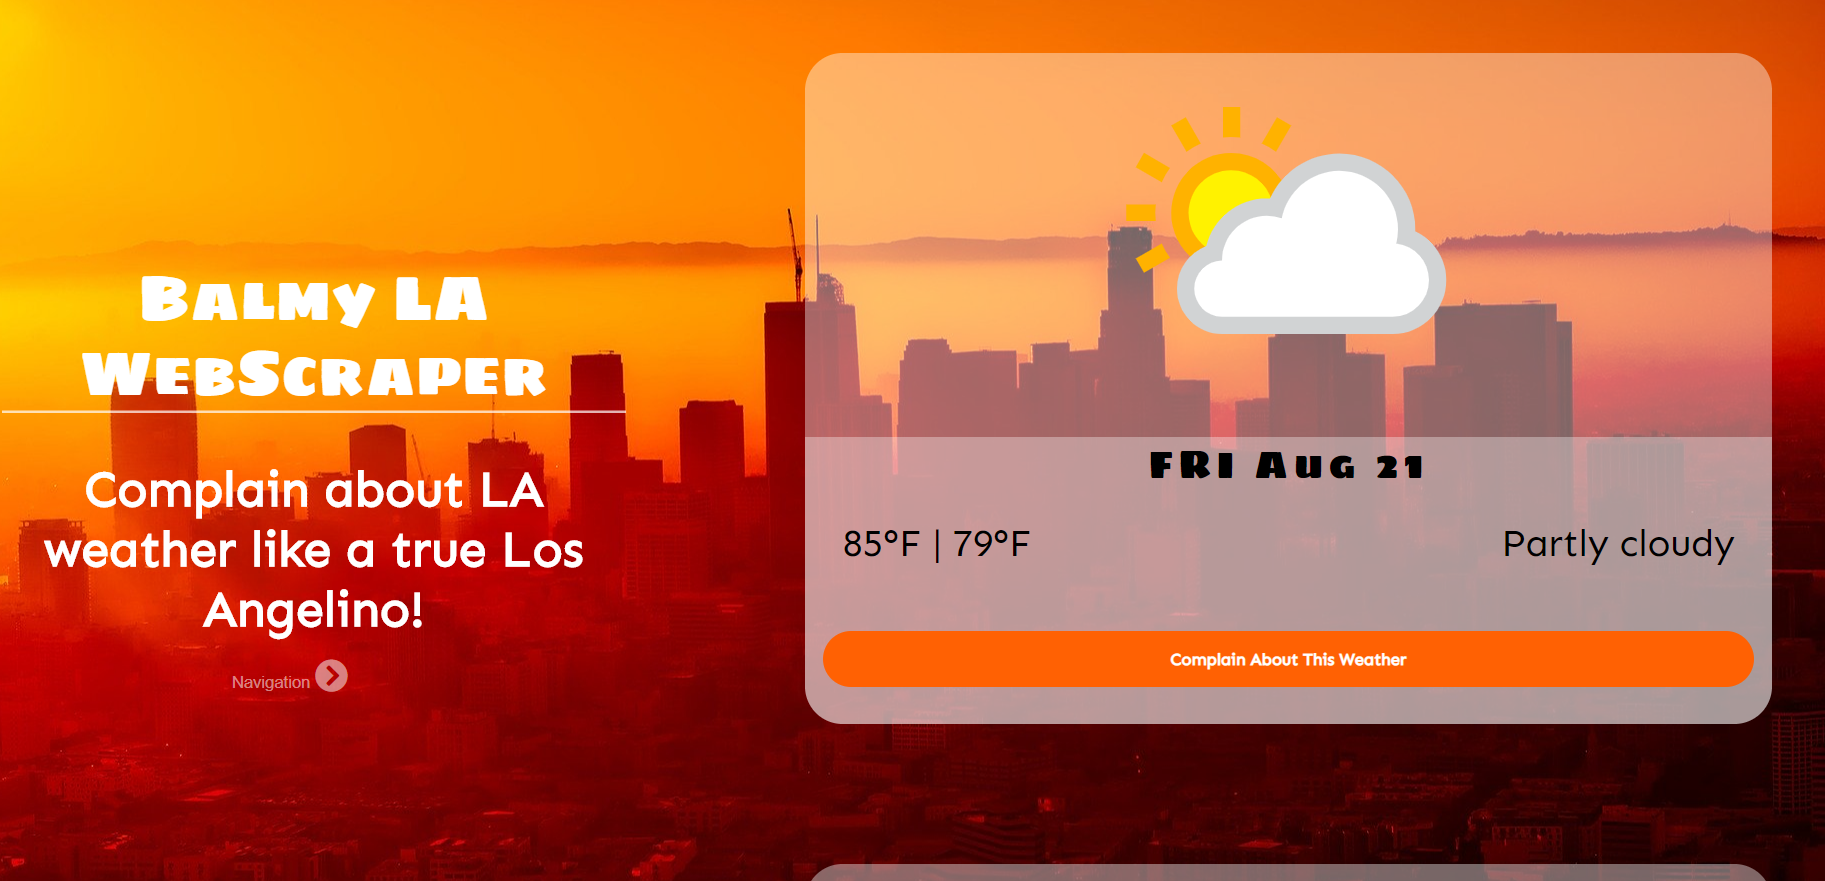 Balmy LA
WebScraper
Complain about LA
weather like a true Los
Angelino!
Navigation
FRI Aug 21
85°F | 79°F
Partly cloudy
Complain About This Weather